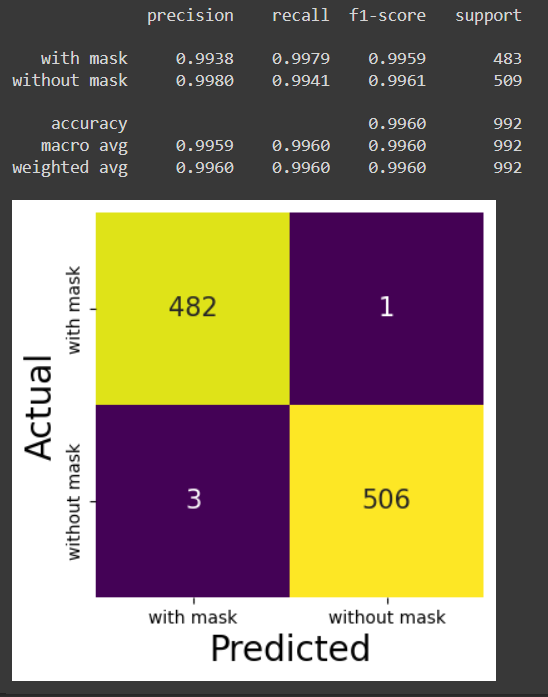 precision recall f1-score support
with mask 0.9938 0.9979 0.9959 483
without mask 0.9980 0.9941 0.9961 509
accuracy 0.9960 992
macro avg 0.9959 0.9960 0.9960 992
weighted avg 0.9960 0.9960 0.9960 992
Actual
with mask
482 1
without mask
3 506
with mask without mask
Predicted